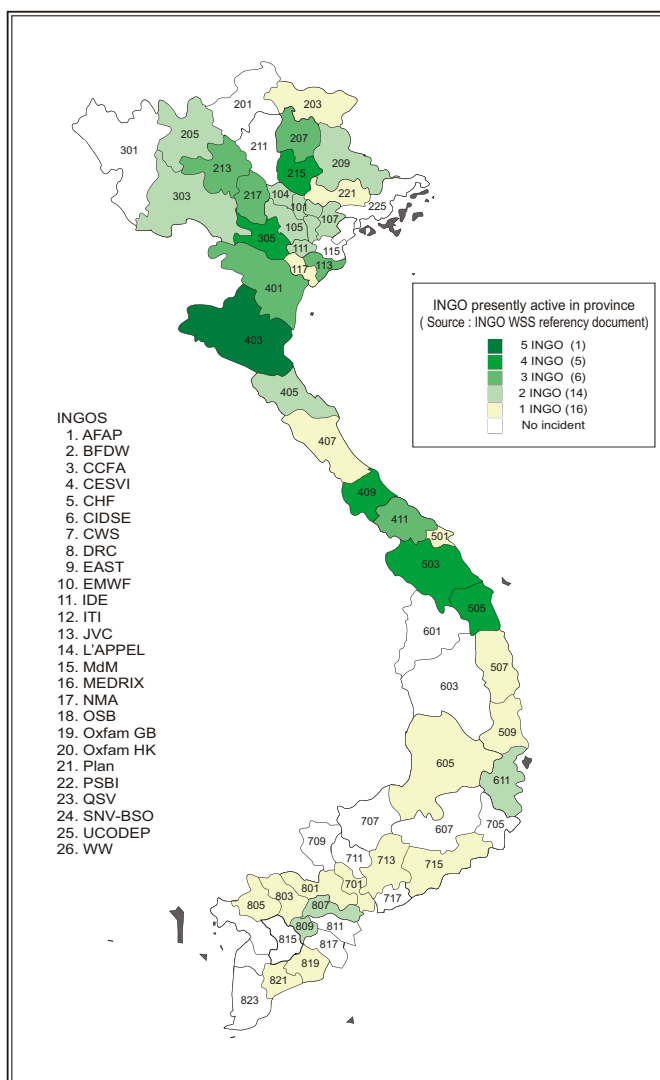 201
203
205
207
301
211
209
213
215
221
303
217
104
225
101
107
105
305
111
115
117
113
401
INGO presently active in province
( Source : INGO WSS referency document)
5 INGO (1)
4 INGO (5)
3 INGO (6)
2 INGO (14)
1 INGO (16)
No incident
403
405
407
INGOS
1. AFAP
2. BFDW
3. CCFA
4. CESVI
5. CHF
6. CIDSE
7. CWS
8. DRC
9. EAST
10. EMWF
11. IDE
12. ITI
13. JVC
14. L'APPEL
15. MdM
16. MEDRIX
17. NMA
18. OSB
19. Oxfam GB
20. Oxfam HK
21. Plan
22. PSBI
23. QSV
24. SNV-BSO
25. UCODEP
26. WW
409
411
501
503
505
601
507
603
509
605
611
707
607
705
709
711
713
715
801
701
803
717
805
807
809
811
815
817
819
821
823